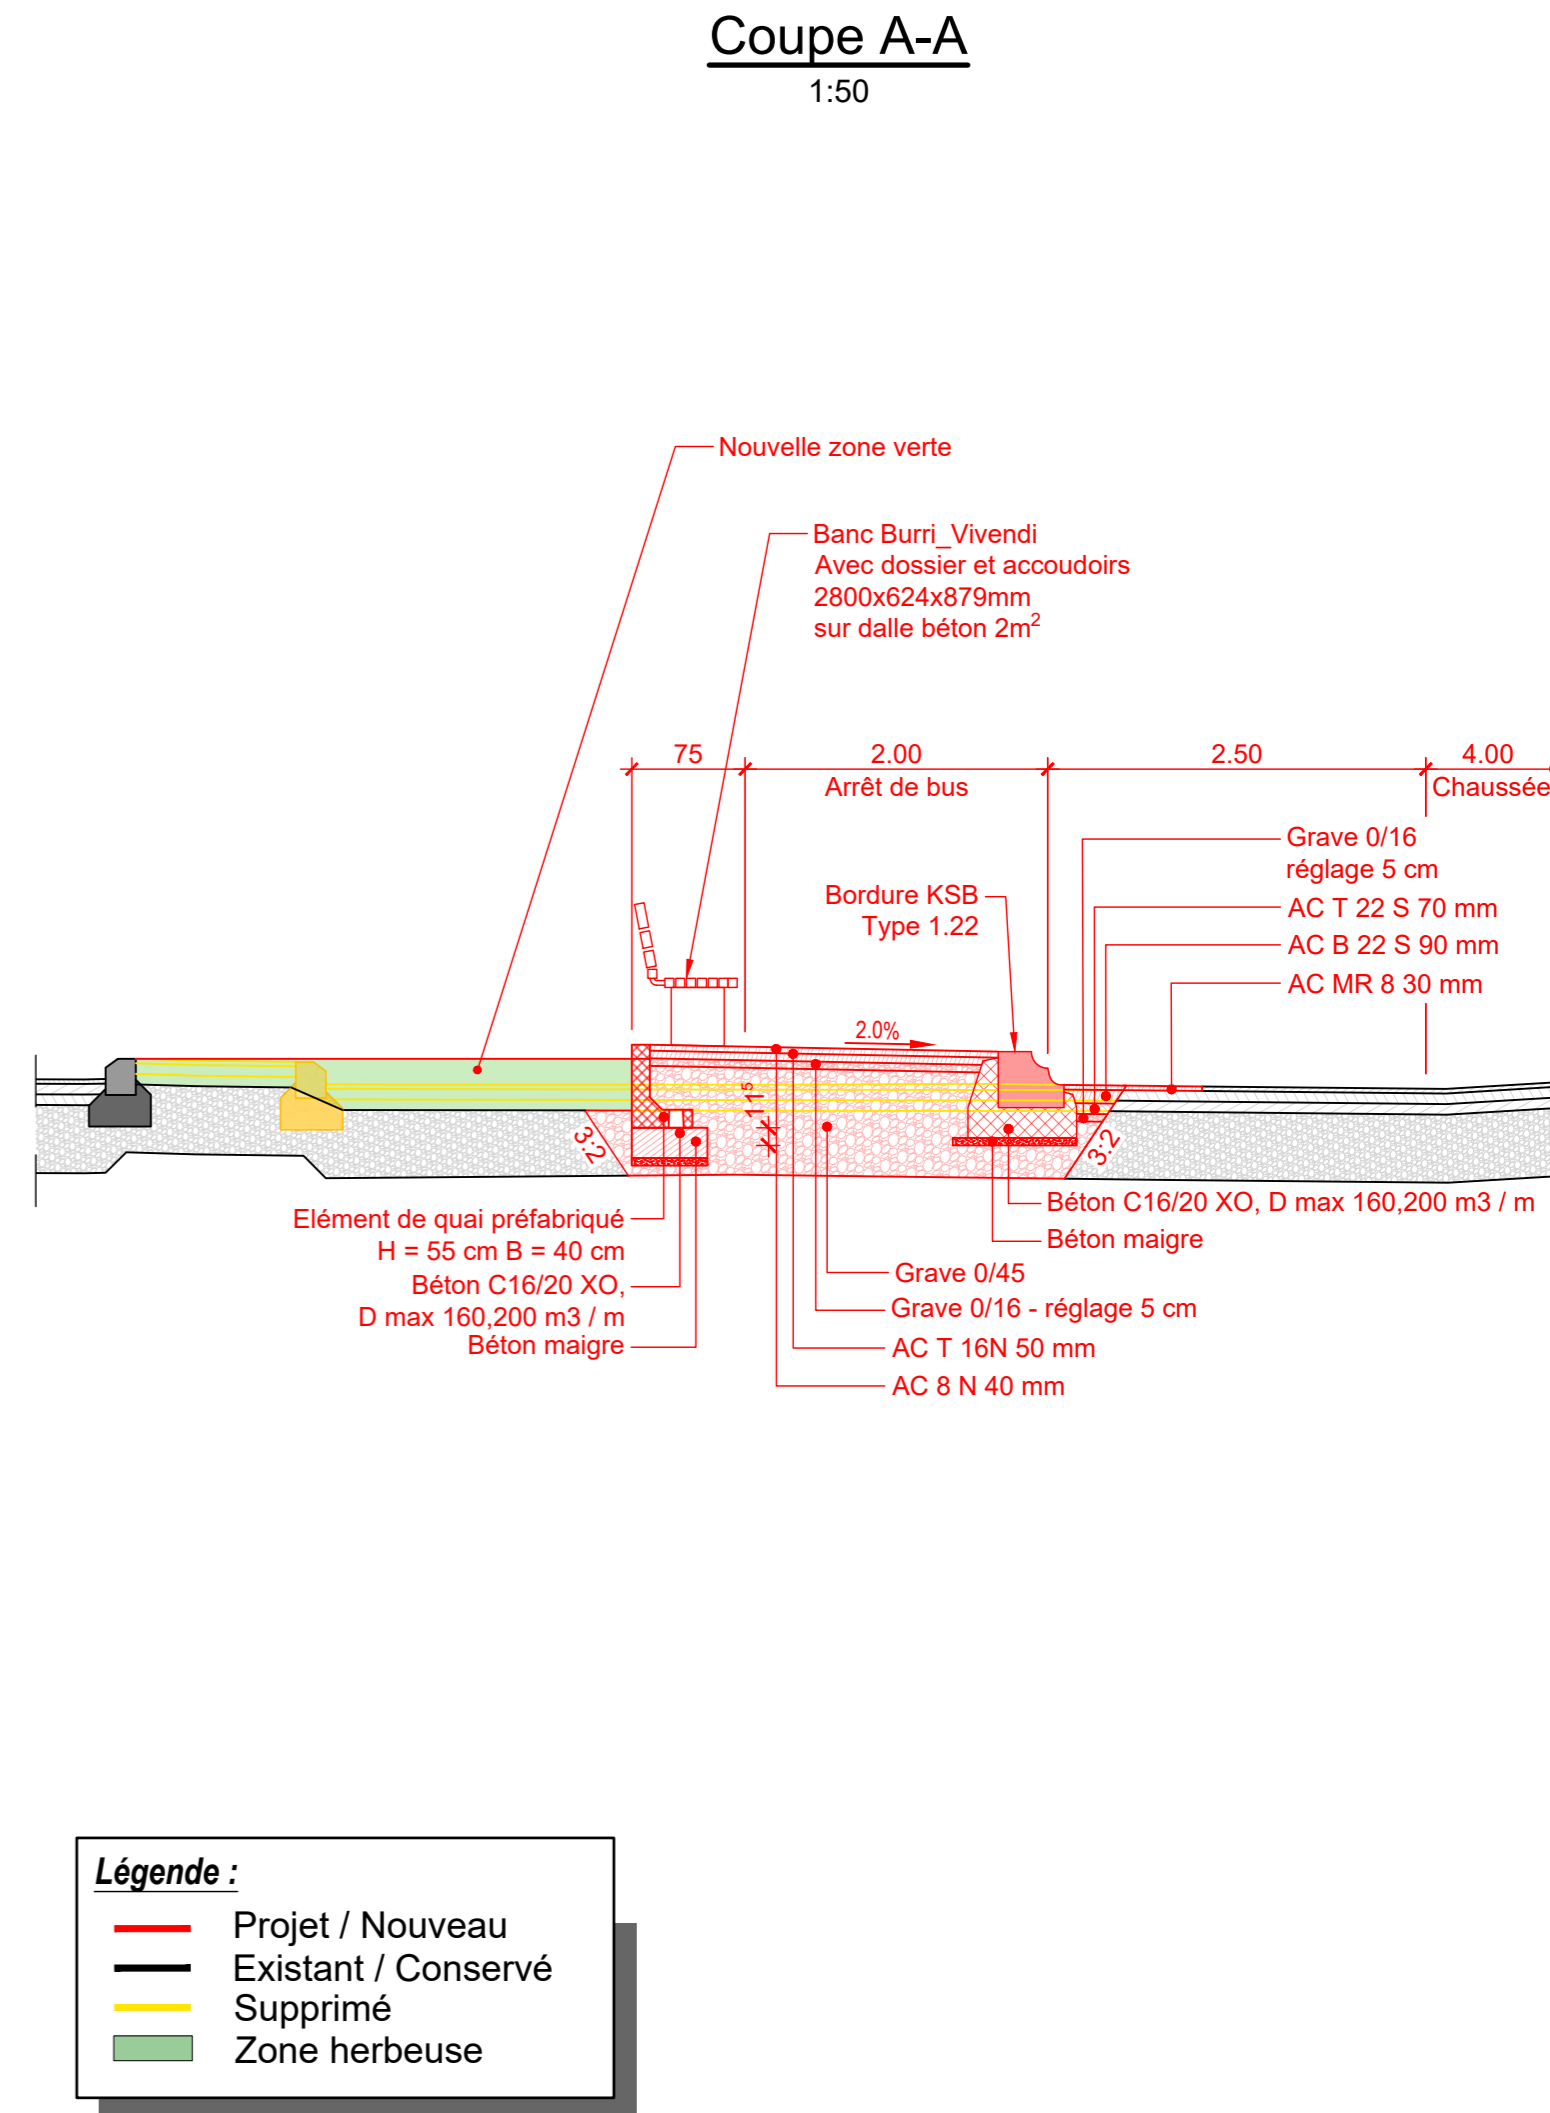 Coupe A-A
1:50
Nouvelle zone verte
Banc Burri_Vivendi
Avec dossier et accoudoirs
2800x624x879mm
sur dalle béton 2m²
75
2.00
2.50
4.00
Arrêt de bus
Chaussée
Grave 0/16
réglage 5 cm
Bordure KSB
Type 1.22
AC T 22 S 70 mm
AC B 22 S 90 mm
AC MR 8 30 mm
2.0%
11⁵
3:2
3:2
Elément de quai préfabriqué
H = 55 cm B = 40 cm
Béton C16/20 XO,
D max 160,200 m3 / m
Béton maigre
Béton C16/20 XO, D max 160,200 m3 / m
Béton maigre
Grave 0/45
Grave 0/16 - réglage 5 cm
AC T 16N 50 mm
AC 8 N 40 mm
Légende :
Projet / Nouveau
Existant / Conservé
Supprimé
Zone herbeuse